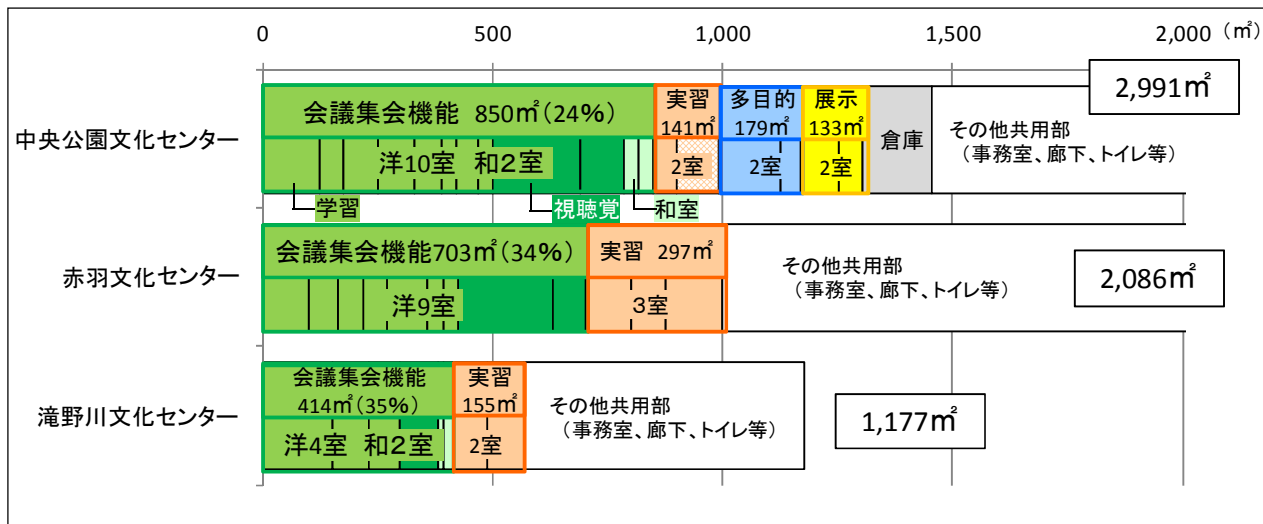 0 500 1,000 1,500 2,000 (㎡)
中央公園文化センター
会議集会機能 850㎡(24%)
実習
141㎡
多目的
179㎡
展示
133㎡
倉庫
その他共用部
(事務室、廊下、トイレ等)
2,991㎡
洋10室 和2室
2室
2室
2室
学習
視聴覚
和室
赤羽文化センター
会議集会機能703㎡(34%)
実習 297㎡
その他共用部
(事務室、廊下、トイレ等)
2,086㎡
洋9室
3室
滝野川文化センター
会議集会機能
414㎡(35%)
実習
155㎡
その他共用部
(事務室、廊下、トイレ等)
1,177㎡
洋4室 和2室
2室